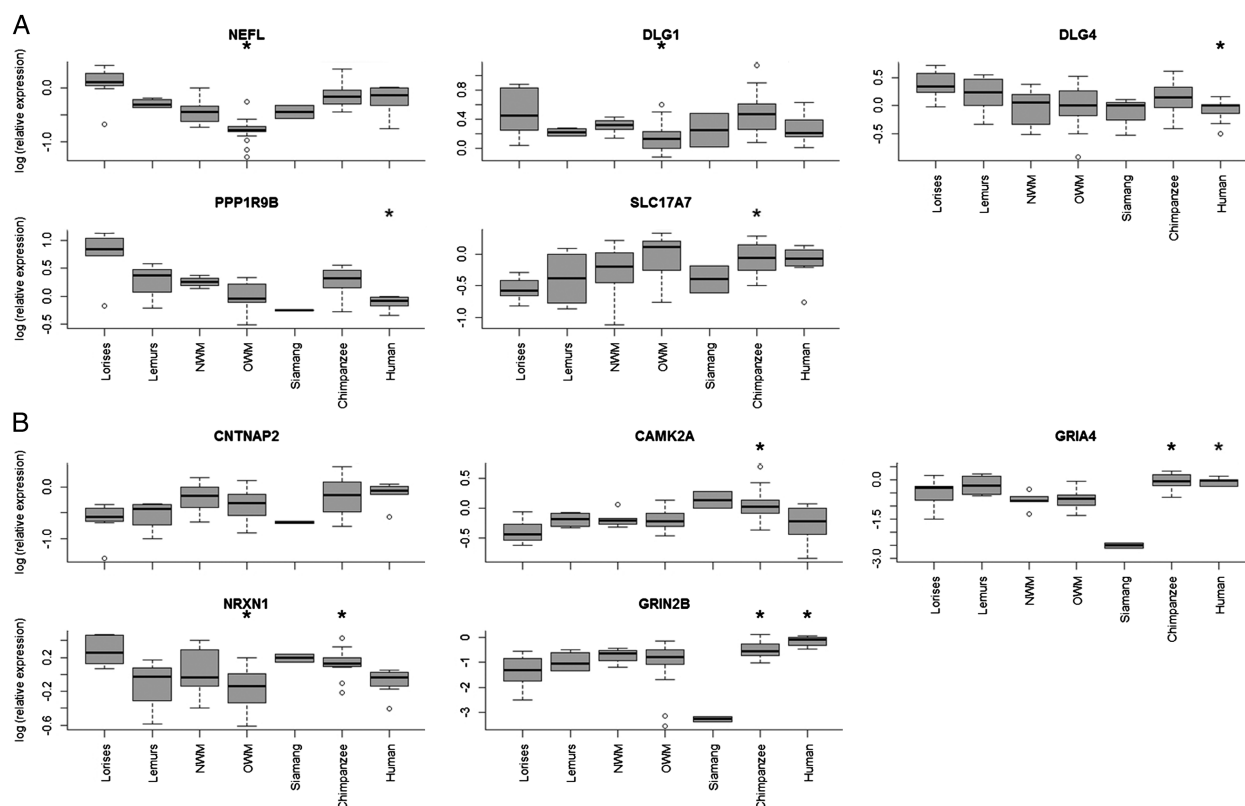 A
NEFL
*
log (relative expression)
0.0
-1.0
DLG1
*
0.8
0.4
0.0
DLG4
*
0.5
0.0
-0.5
Lorises
Lemurs
NWM
OWM
Siamang
Chimpanzee
Human
PPP1R9B
*
log (relative expression)
1.0
0.5
0.0
-0.5
Lorises
Lemurs
NWM
OWM
Siamang
Chimpanzee
Human
SLC17A7
*
0.0
-0.5
-1.0
Lorises
Lemurs
NWM
OWM
Siamang
Chimpanzee
Human
B
CNTNAP2
log (relative expression)
0.0
-1.0
CAMK2A
*
0.5
0.0
-0.5
GRIA4
* *
0.0
-1.5
-3.0
Lorises
Lemurs
NWM
OWM
Siamang
Chimpanzee
Human
NRXN1
* *
log (relative expression)
0.2
-0.2
-0.6
Lorises
Lemurs
NWM
OWM
Siamang
Chimpanzee
Human
GRIN2B
* *
0
-1
-2
-3
Lorises
Lemurs
NWM
OWM
Siamang
Chimpanzee
Human